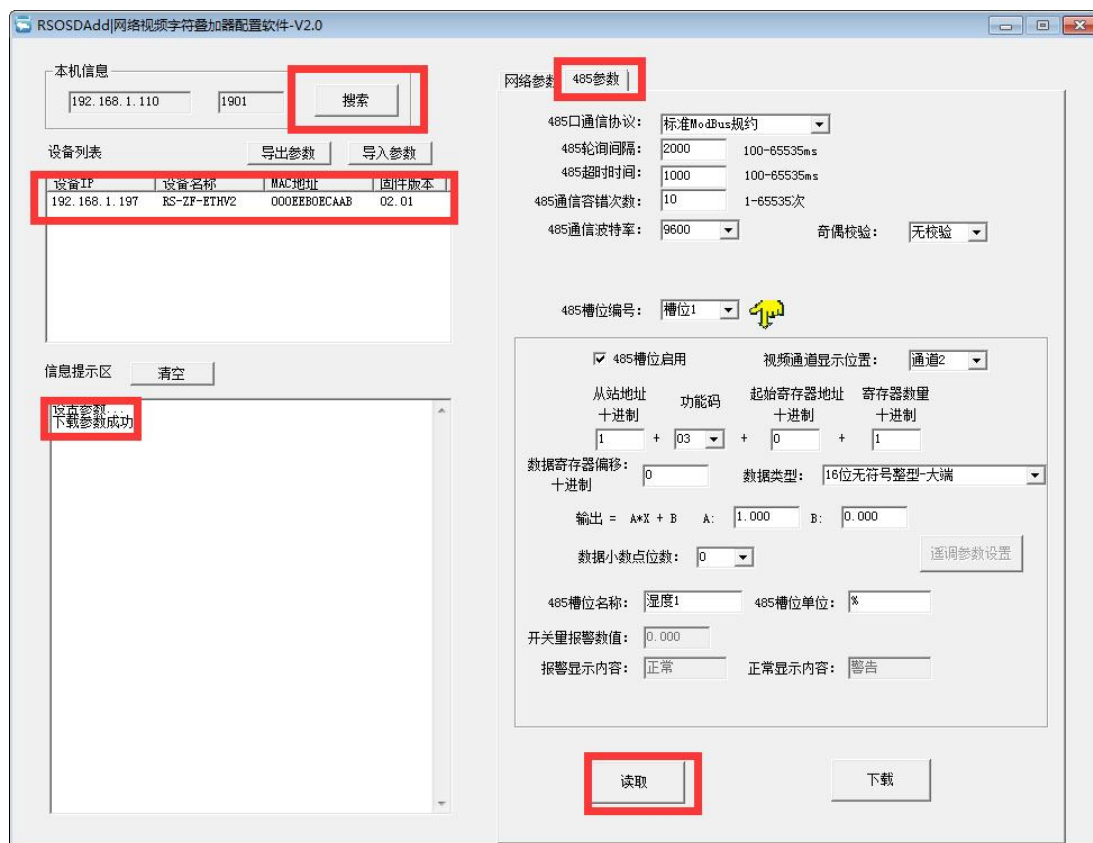 RSOSDAdd|网络视频字符叠加器配置软件-V2.0
本机信息
192.168.1.110 1901 搜索
设备列表 导出参数 导入参数
设备IP 设备名称 MAC地址 固件版本
192.168.1.197 RS-ZF-ETHV2 000EEB0ECAAB 02.01
信息提示区 清空
设置参数...
下载参数成功
网络参数 485参数
485口通信协议： 标准ModBus规约
485轮询间隔： 2000 100-65535ms
485超时时间： 1000 100-65535ms
485通信容错次数： 10 1-65535次
485通信波特率： 9600 奇偶校验： 无校验
485槽位编号： 槽位1
485槽位启用 视频通道显示位置： 通道2
从站地址 功能码 起始寄存器地址 寄存器数量
十进制 十进制 十进制
1 + 03 + 0 + 1
数据寄存器偏移：
十进制 0 数据类型： 16位无符号整型-大端
输出 = A*X + B A: 1.000 B: 0.000
数据小数点位数： 0 遥调参数设置
485槽位名称： 湿度1 485槽位单位： %
开关量报警数值： 0.000
报警显示内容： 正常 正常显示内容： 警告
读取 下载